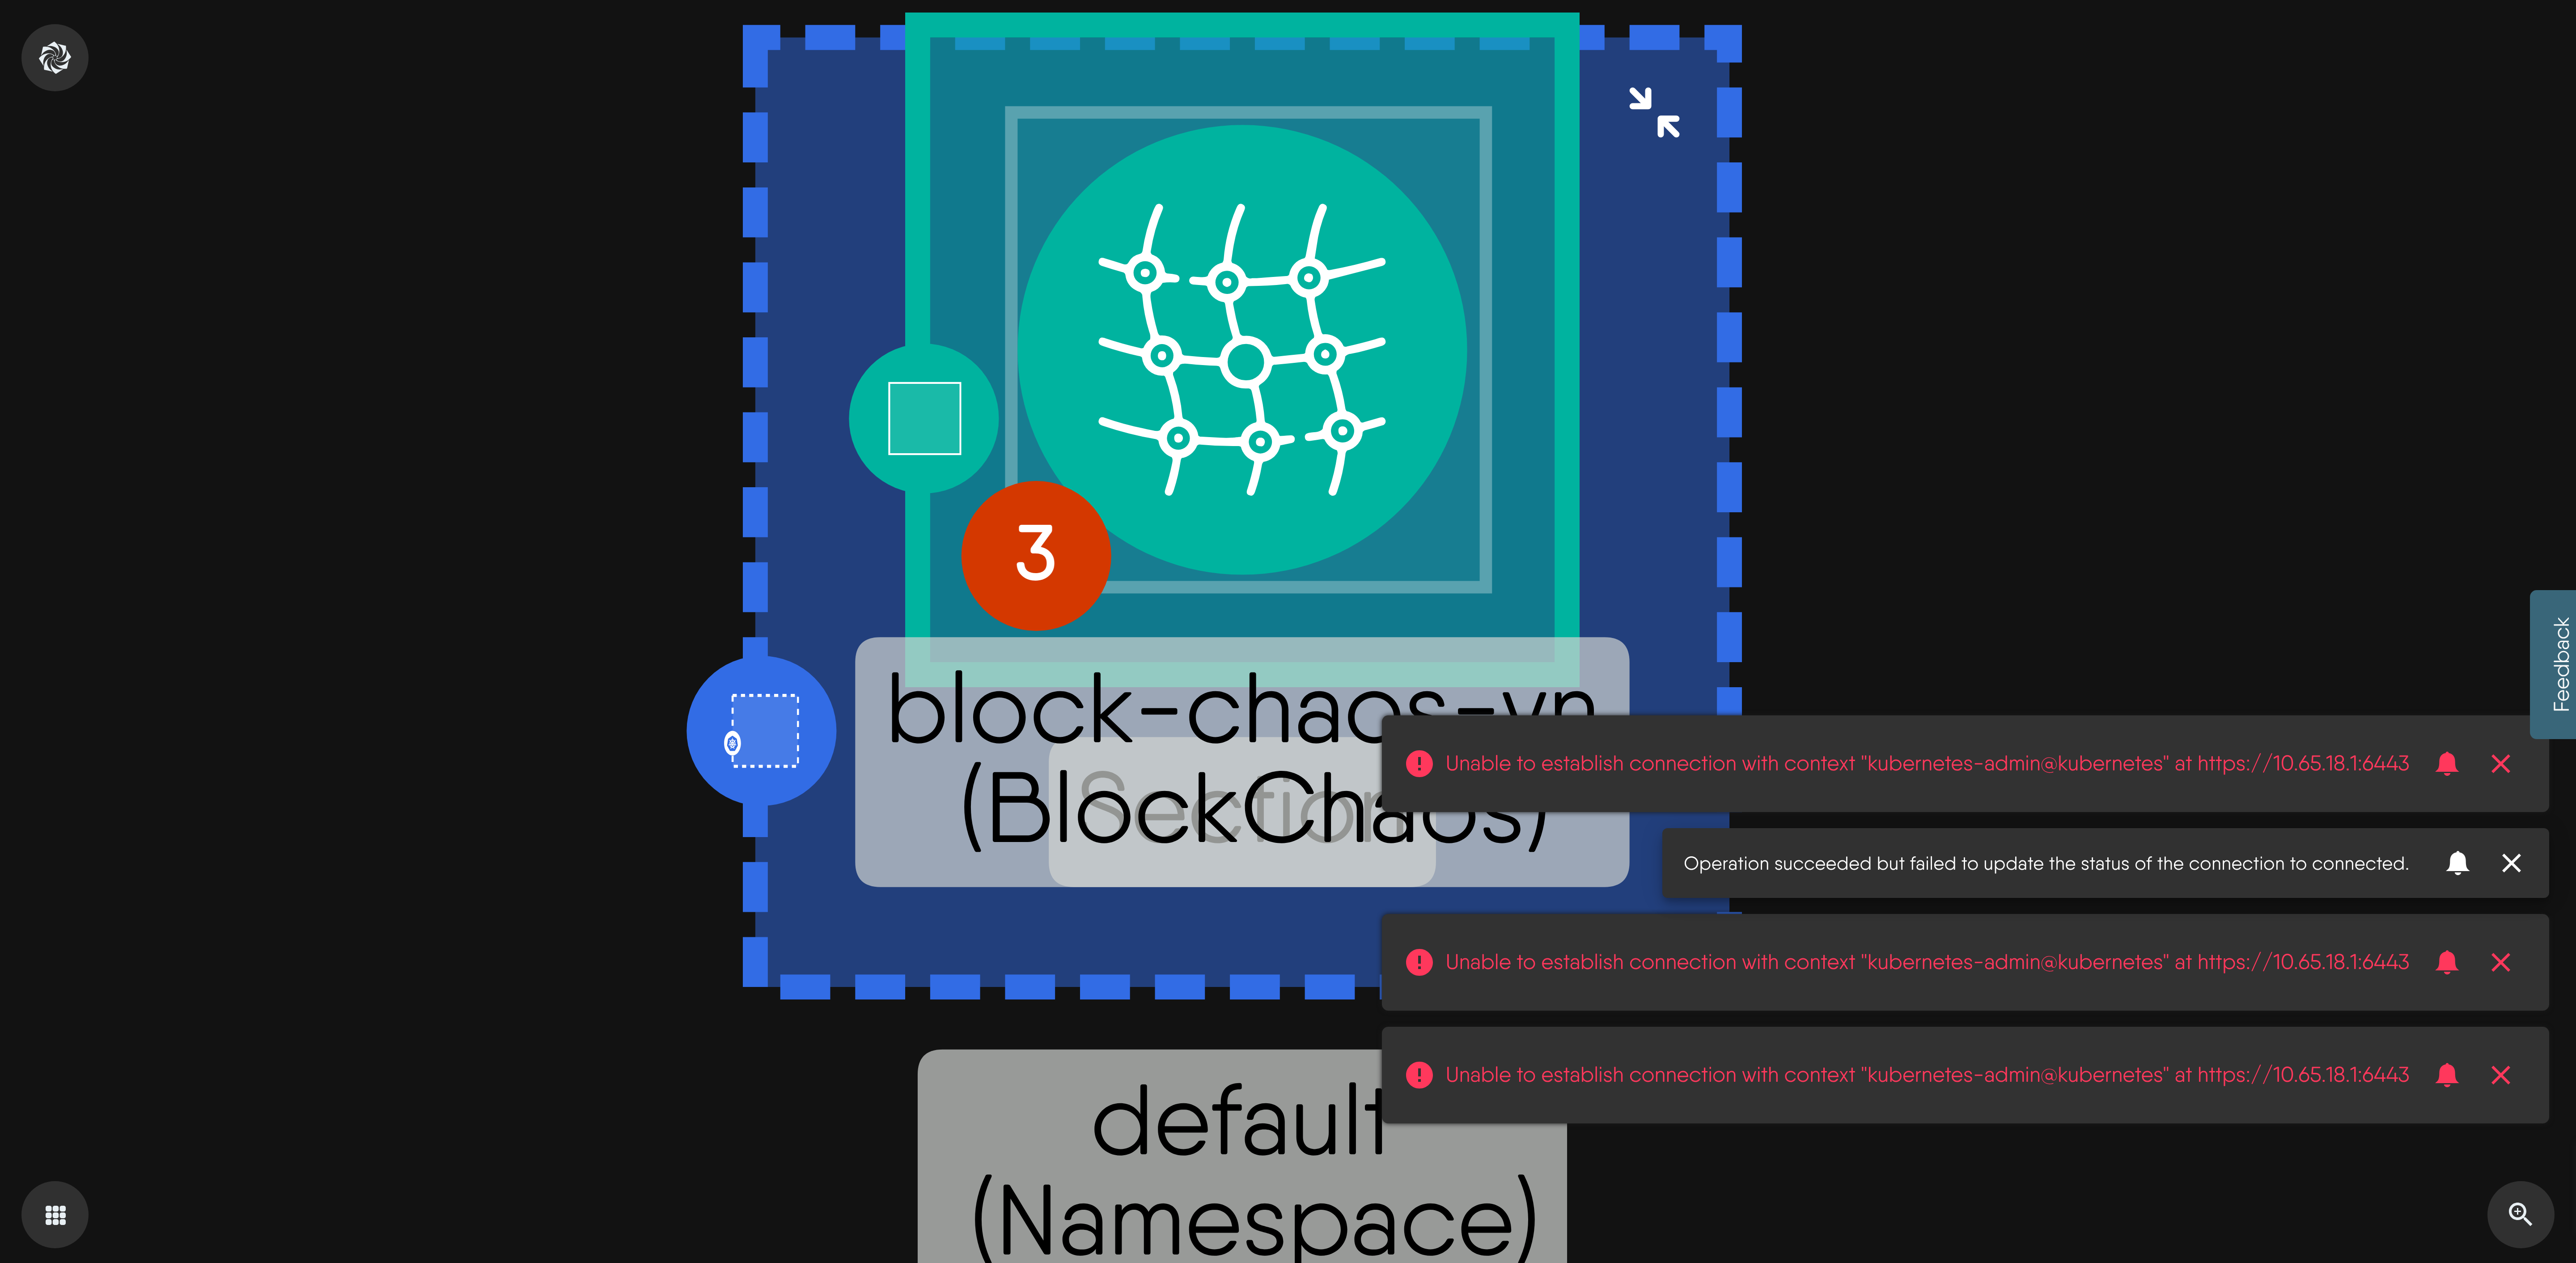 3
block-chaos-vn
(BlockChaos)
Section
Feedback
Unable to establish connection with context "kubernetes-admin@kubernetes" at https://10.65.18.1:6443
Operation succeeded but failed to update the status of the connection to connected.
Unable to establish connection with context "kubernetes-admin@kubernetes" at https://10.65.18.1:6443
Unable to establish connection with context "kubernetes-admin@kubernetes" at https://10.65.18.1:6443
default
(Namespace)